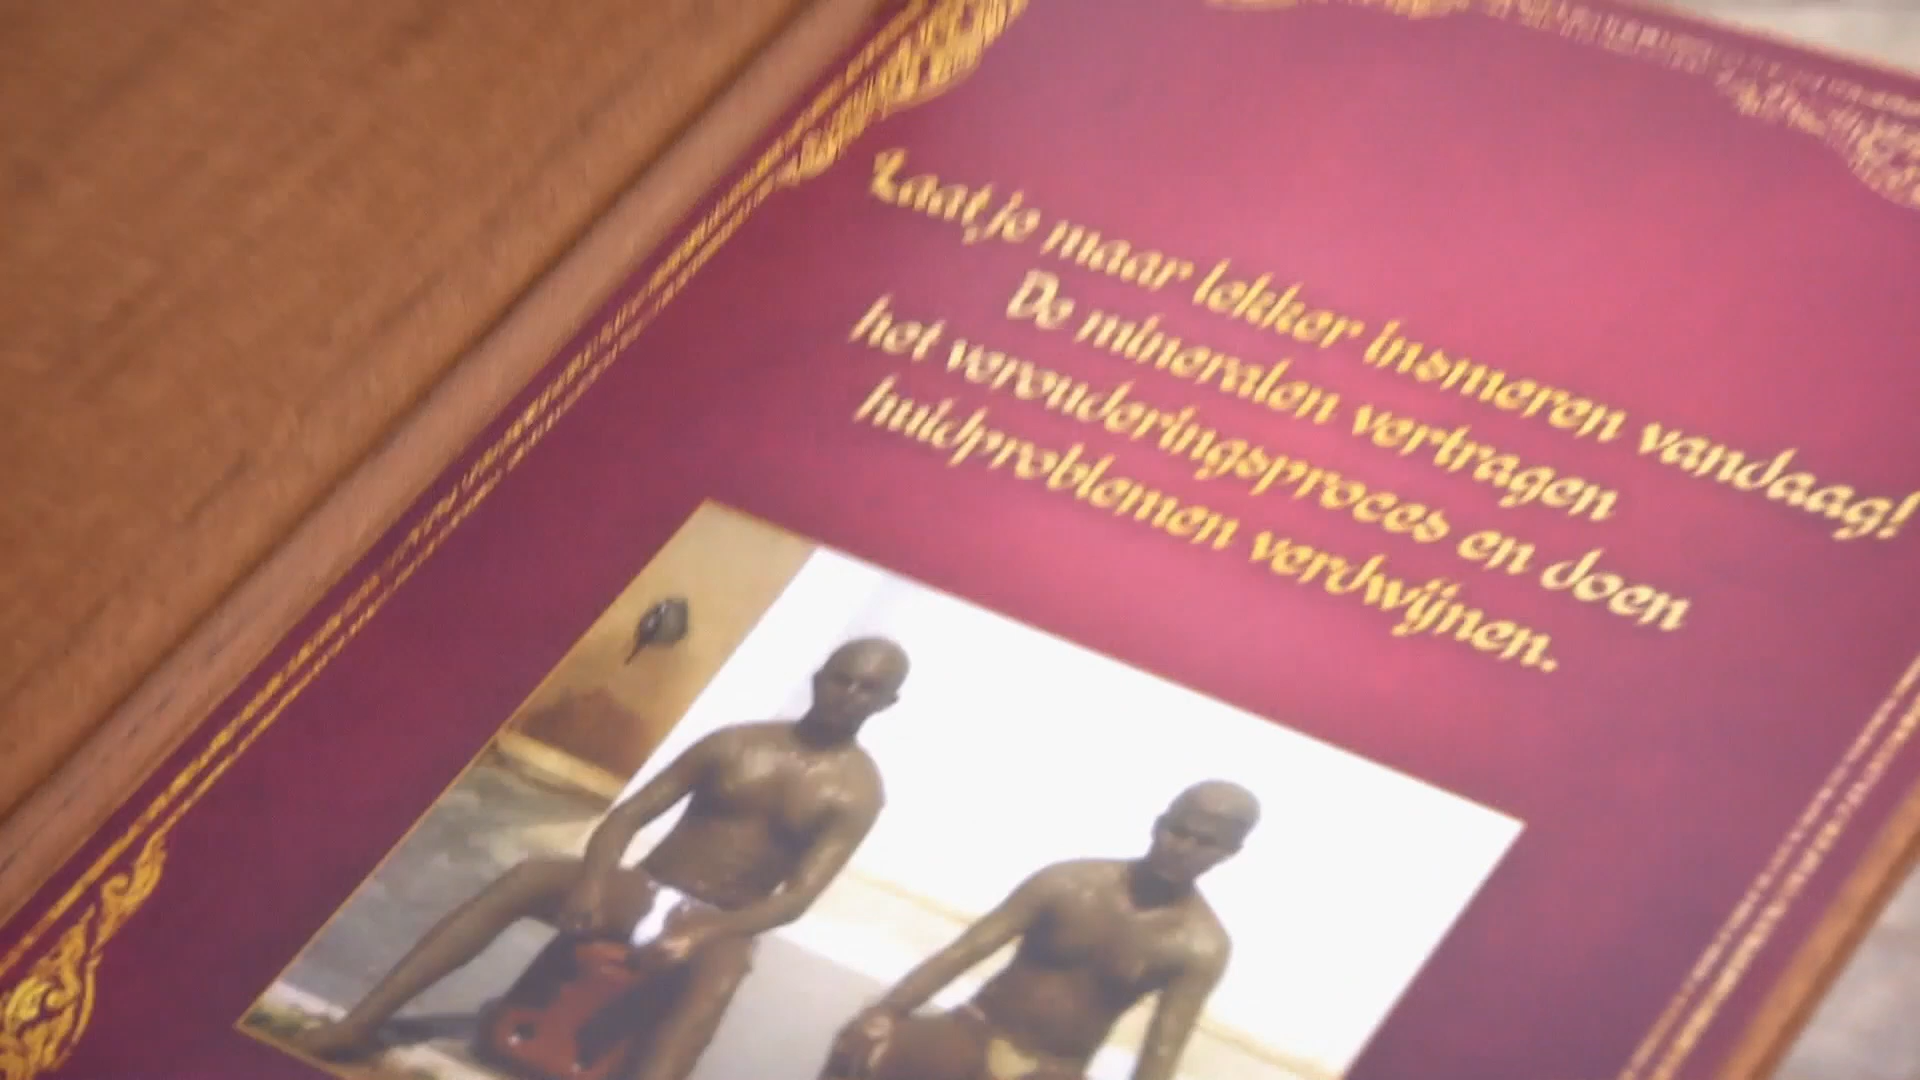 Laat je maar lekker insmeren vandaag!
De mineralen vertragen
het verouderingsproces en doen
huidproblemen verdwijnen.